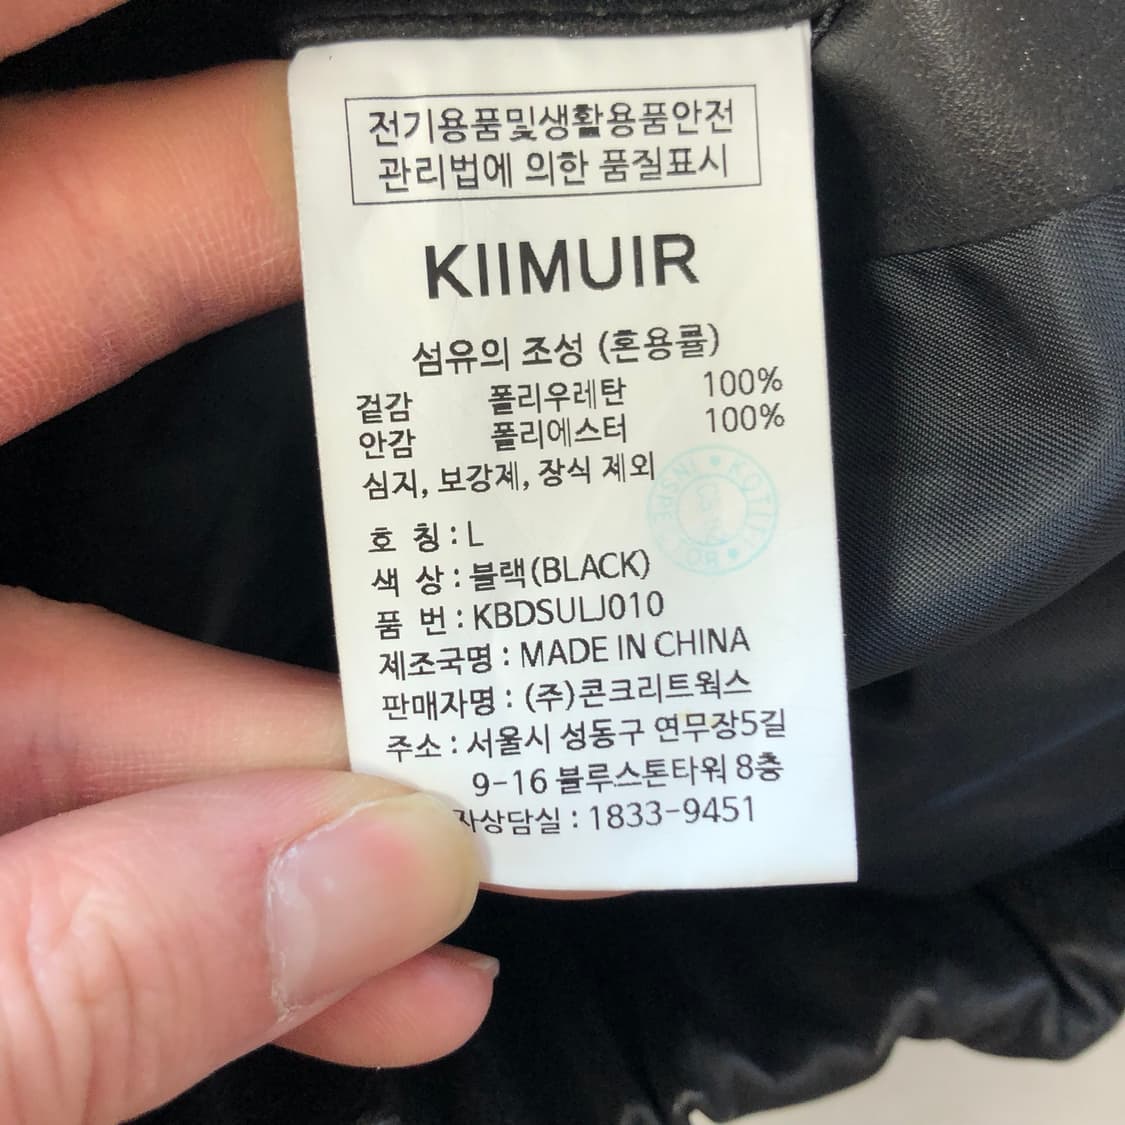 전기용품및생활용품안전
관리법에 의한 품질표시
KIIMUIR
섬유의 조성 (혼용률)
겉감 폴리우레탄 100%
안감 폴리에스터 100%
심지, 보강제, 장식 제외
호 칭 : L
색 상 : 블랙(BLACK)
품 번 : KBDSULJ010
제조국명 : MADE IN CHINA
판매자명 : (주)콘크리트웍스
주소 : 서울시 성동구 연무장5길
9-16 블루스톤타워 8층
자상담실 : 1833-9451
KOTITI
INSPE